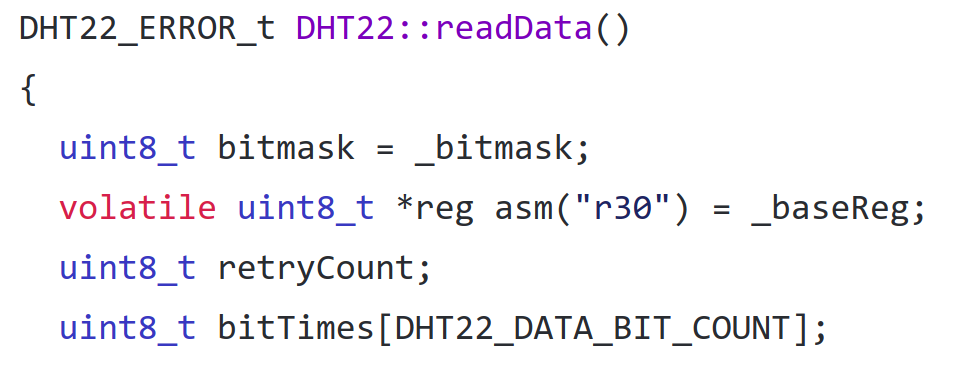 DHT22_ERROR_t DHT22::readData()
{
  uint8_t bitmask = _bitmask;
  volatile uint8_t *reg asm("r30") = _baseReg;
  uint8_t retryCount;
  uint8_t bitTimes[DHT22_DATA_BIT_COUNT];